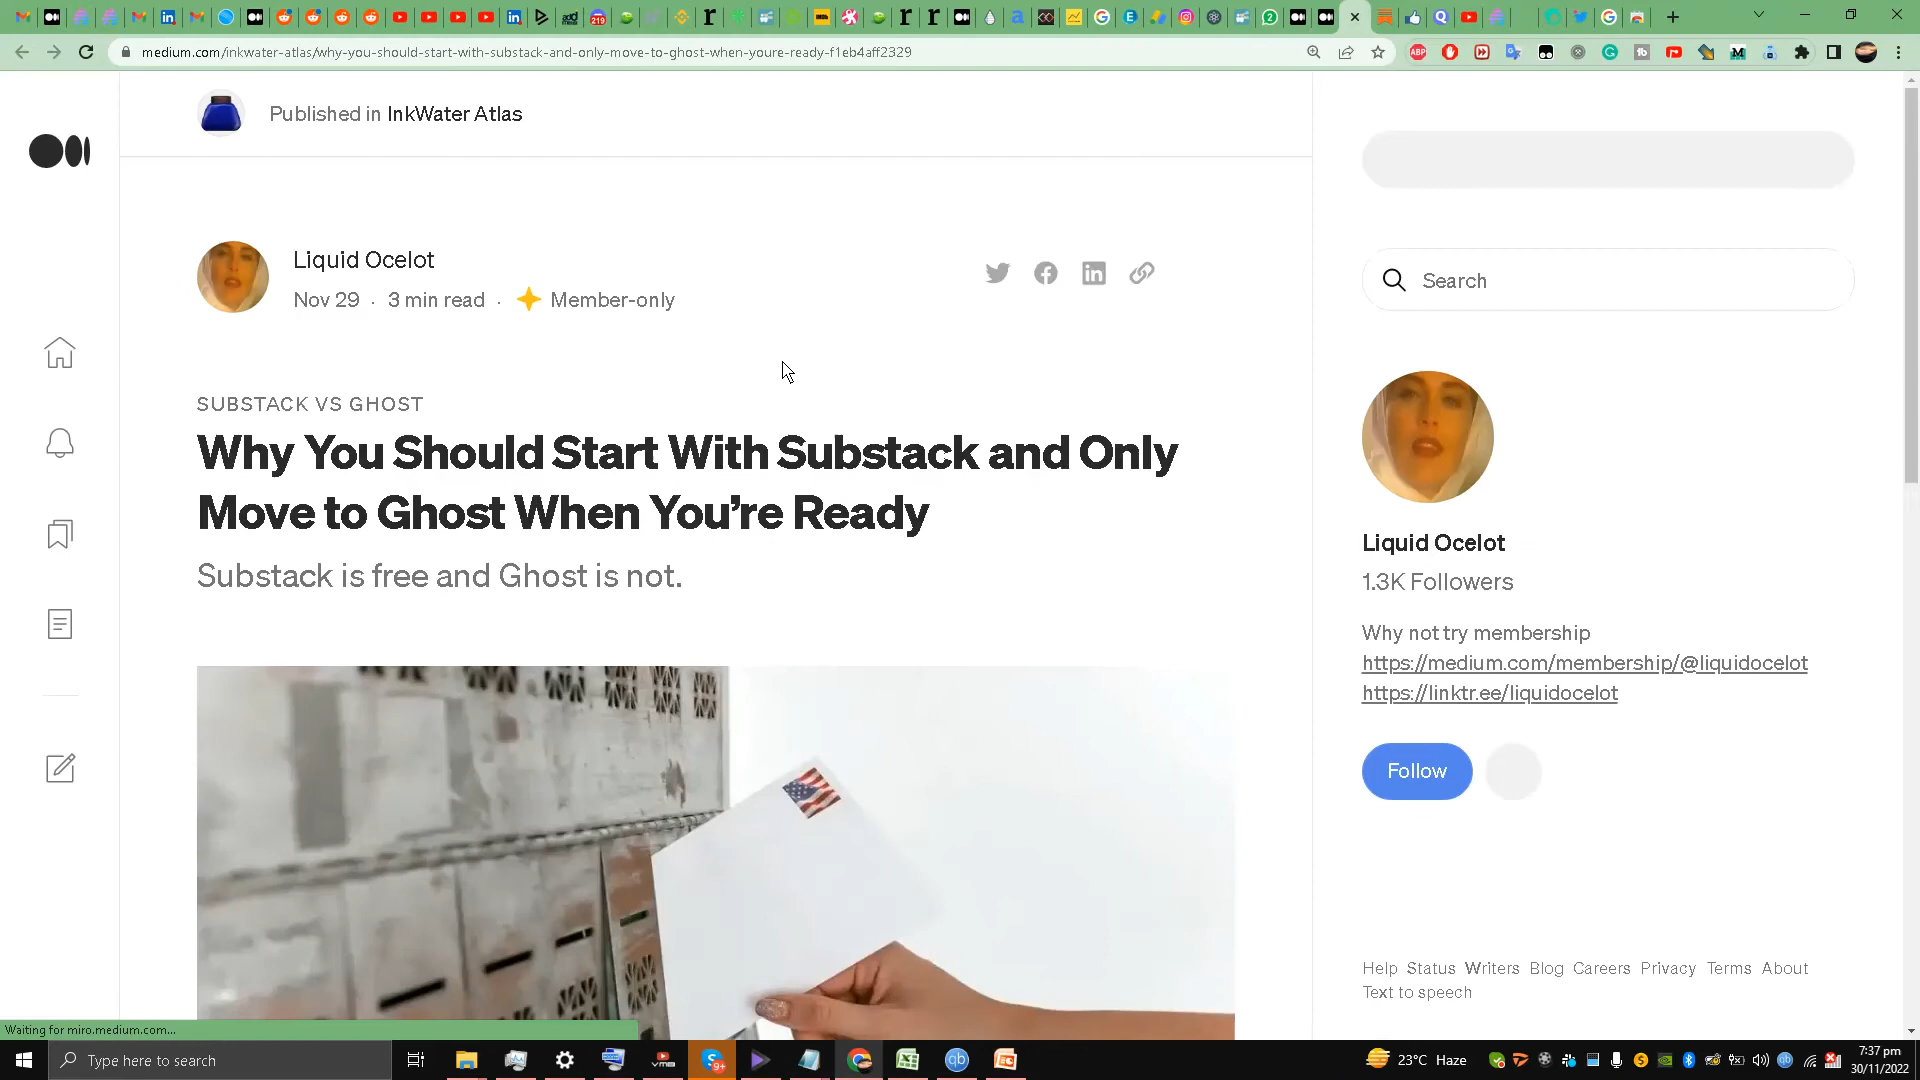 medium.com/inkwater-atlas/why-you-should-start-with-substack-and-only-move-to-ghost-when-youre-ready-f1eb4aff2329
Published in InkWater Atlas
Liquid Ocelot
Nov 29 · 3 min read · Member-only
SUBSTACK VS GHOST
Why You Should Start With Substack and Only
Move to Ghost When You’re Ready
Substack is free and Ghost is not.
Search
Liquid Ocelot
1.3K Followers
Why not try membership
https://medium.com/membership/@liquidocelot
https://linktr.ee/liquidocelot
Follow
Help Status Writers Blog Careers Privacy Terms About
Text to speech
Waiting for miro.medium.com...
Type here to search
23°C Haze
7:37 pm
30/11/2022